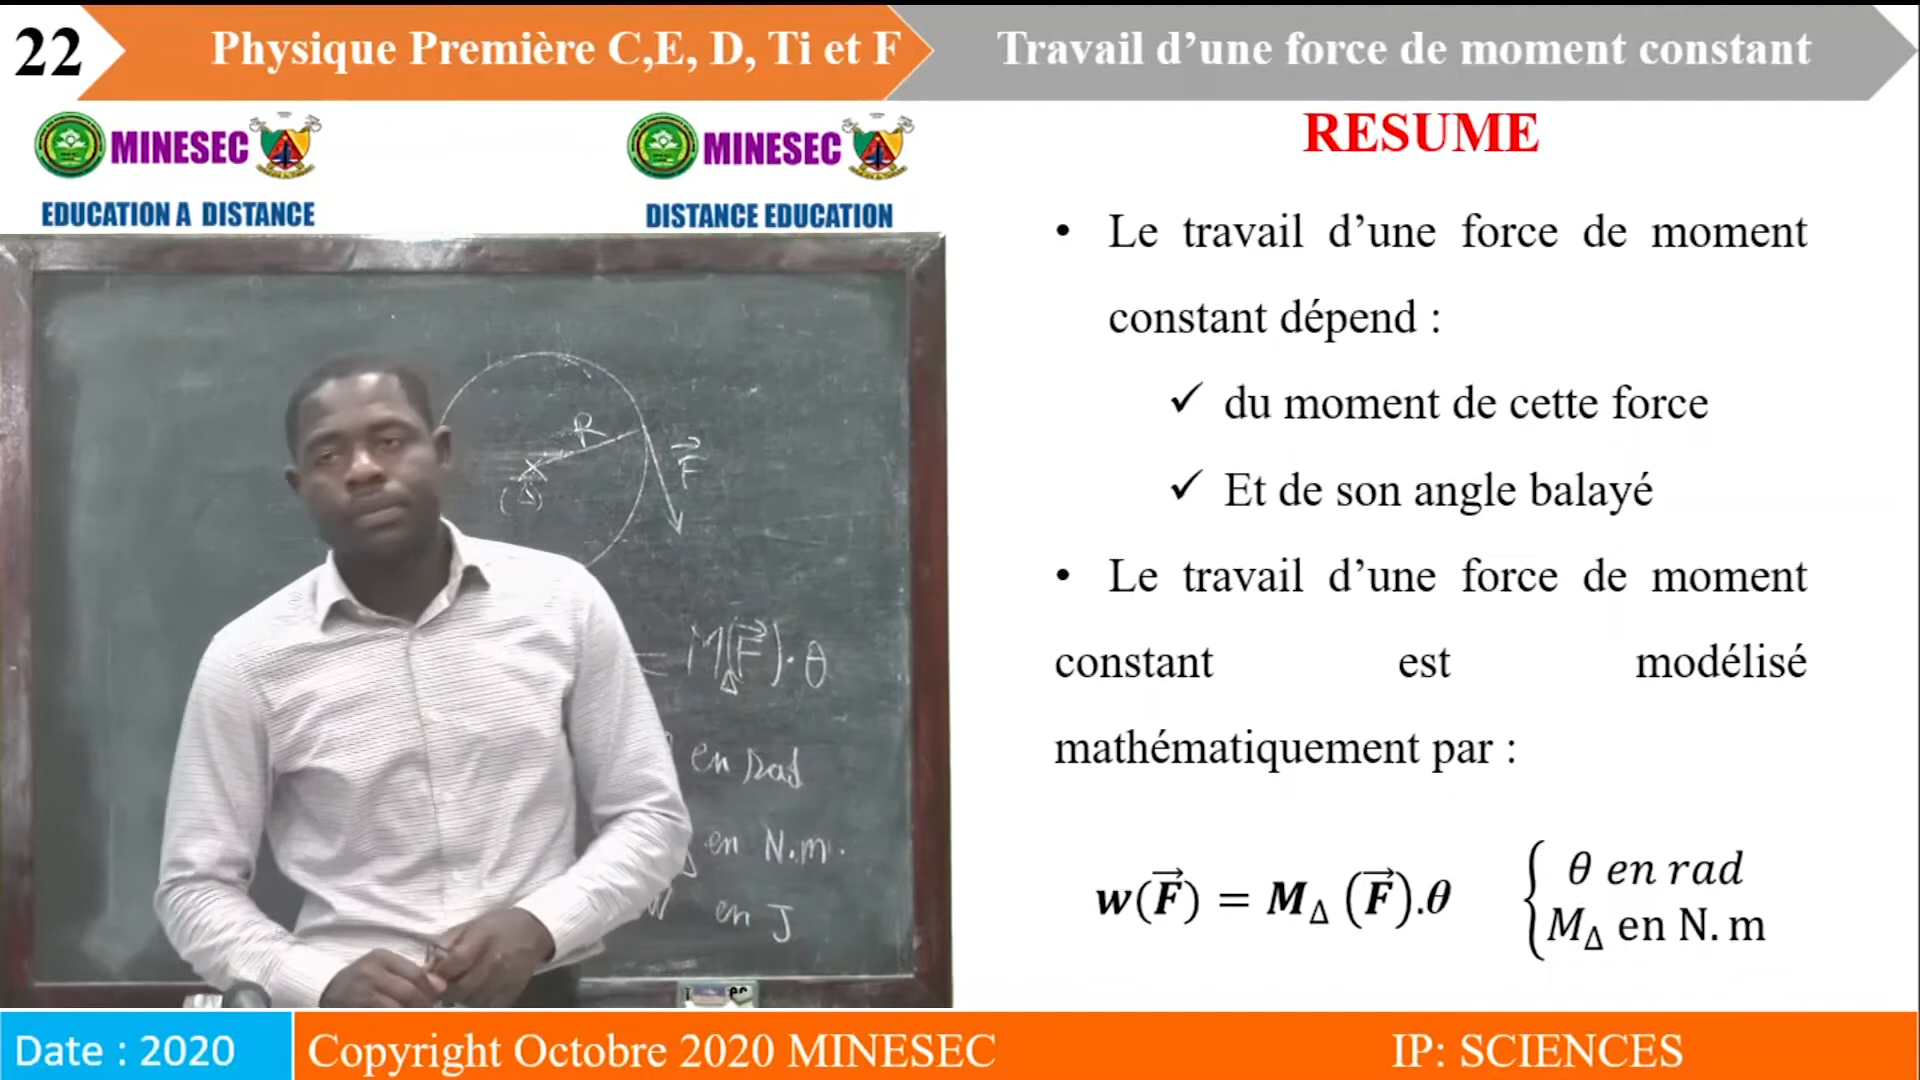 22
Physique Première C,E, D, Ti et F
Travail d’une force de moment constant
MINESEC
EDUCATION A DISTANCE
MINESEC
DISTANCE EDUCATION
RESUME
• Le travail d’une force de moment
constant dépend :
✓ du moment de cette force
✓ Et de son angle balayé
• Le travail d’une force de moment
constant est modélisé
mathématiquement par :
w(F⃗) = M_Δ (F⃗).θ
{ θ en rad
M_Δ en N. m
R
F⃗
(Δ)
= M_Δ(F⃗).θ
en rad
en N.m.
W en J
Date : 2020
Copyright Octobre 2020 MINESEC
IP: SCIENCES